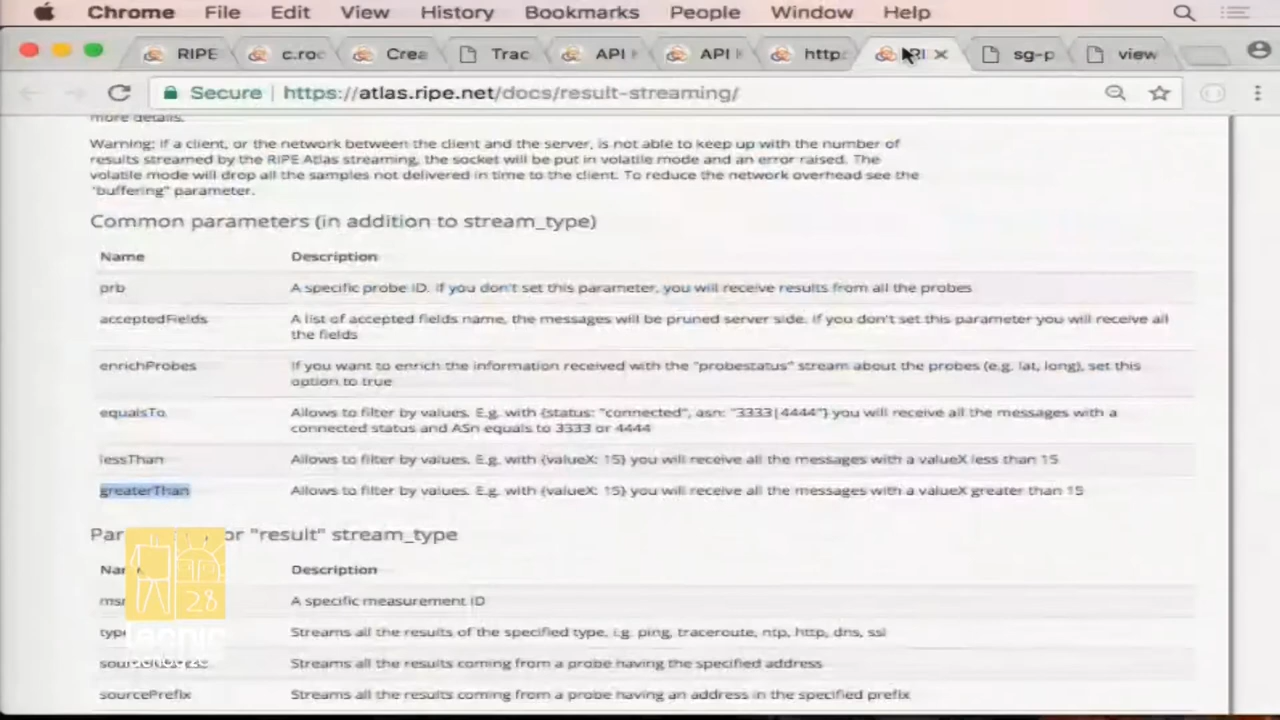 Chrome File Edit View History Bookmarks People Window Help
RIPE c.roc Crea Trac API API http: RI sg-p view
Secure https://atlas.ripe.net/docs/result-streaming/
more details.
Warning: if a client, or the network between the client and the server, is not able to keep up with the number of
results streamed by the RIPE Atlas streaming, the socket will be put in volatile mode and an error raised. The
volatile mode will drop all the samples not delivered in time to the client. To reduce the network overhead see the
"buffering" parameter.
Common parameters (in addition to stream_type)
Name Description
prb A specific probe ID. If you don't set this parameter, you will receive results from all the probes
acceptedFields A list of accepted fields name, the messages will be pruned server side. If you don't set this parameter you will receive all
the fields
enrichProbes If you want to enrich the information received with the "probestatus" stream about the probes (e.g. lat, long), set this
option to true
equalsTo Allows to filter by values. E.g. with {status: "connected", asn: "3333|4444"} you will receive all the messages with a
connected status and ASn equals to 3333 or 4444
lessThan Allows to filter by values. E.g. with {valueX: 15} you will receive all the messages with a valueX less than 15
greaterThan Allows to filter by values. E.g. with {valueX: 15} you will receive all the messages with a valueX greater than 15
Par or "result" stream_type
Nam Description
msm A specific measurement ID
type Streams all the results of the specified type, i.g. ping, traceroute, ntp, http, dns, ssl
Streams all the results coming from a probe having the specified address
sourcePrefix Streams all the results coming from a probe having an address in the specified prefix
28
lacnic